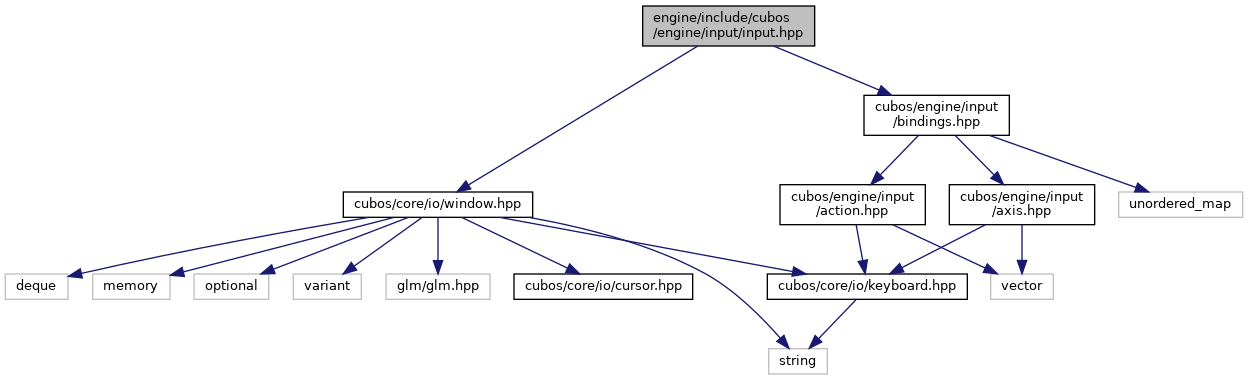 engine/include/cubos
/engine/input/input.hpp
cubos/engine/input
/bindings.hpp
cubos/core/io/window.hpp
cubos/engine/input
/action.hpp
cubos/engine/input
/axis.hpp
unordered_map
deque
memory
optional
variant
glm/glm.hpp
cubos/core/io/cursor.hpp
cubos/core/io/keyboard.hpp
vector
string